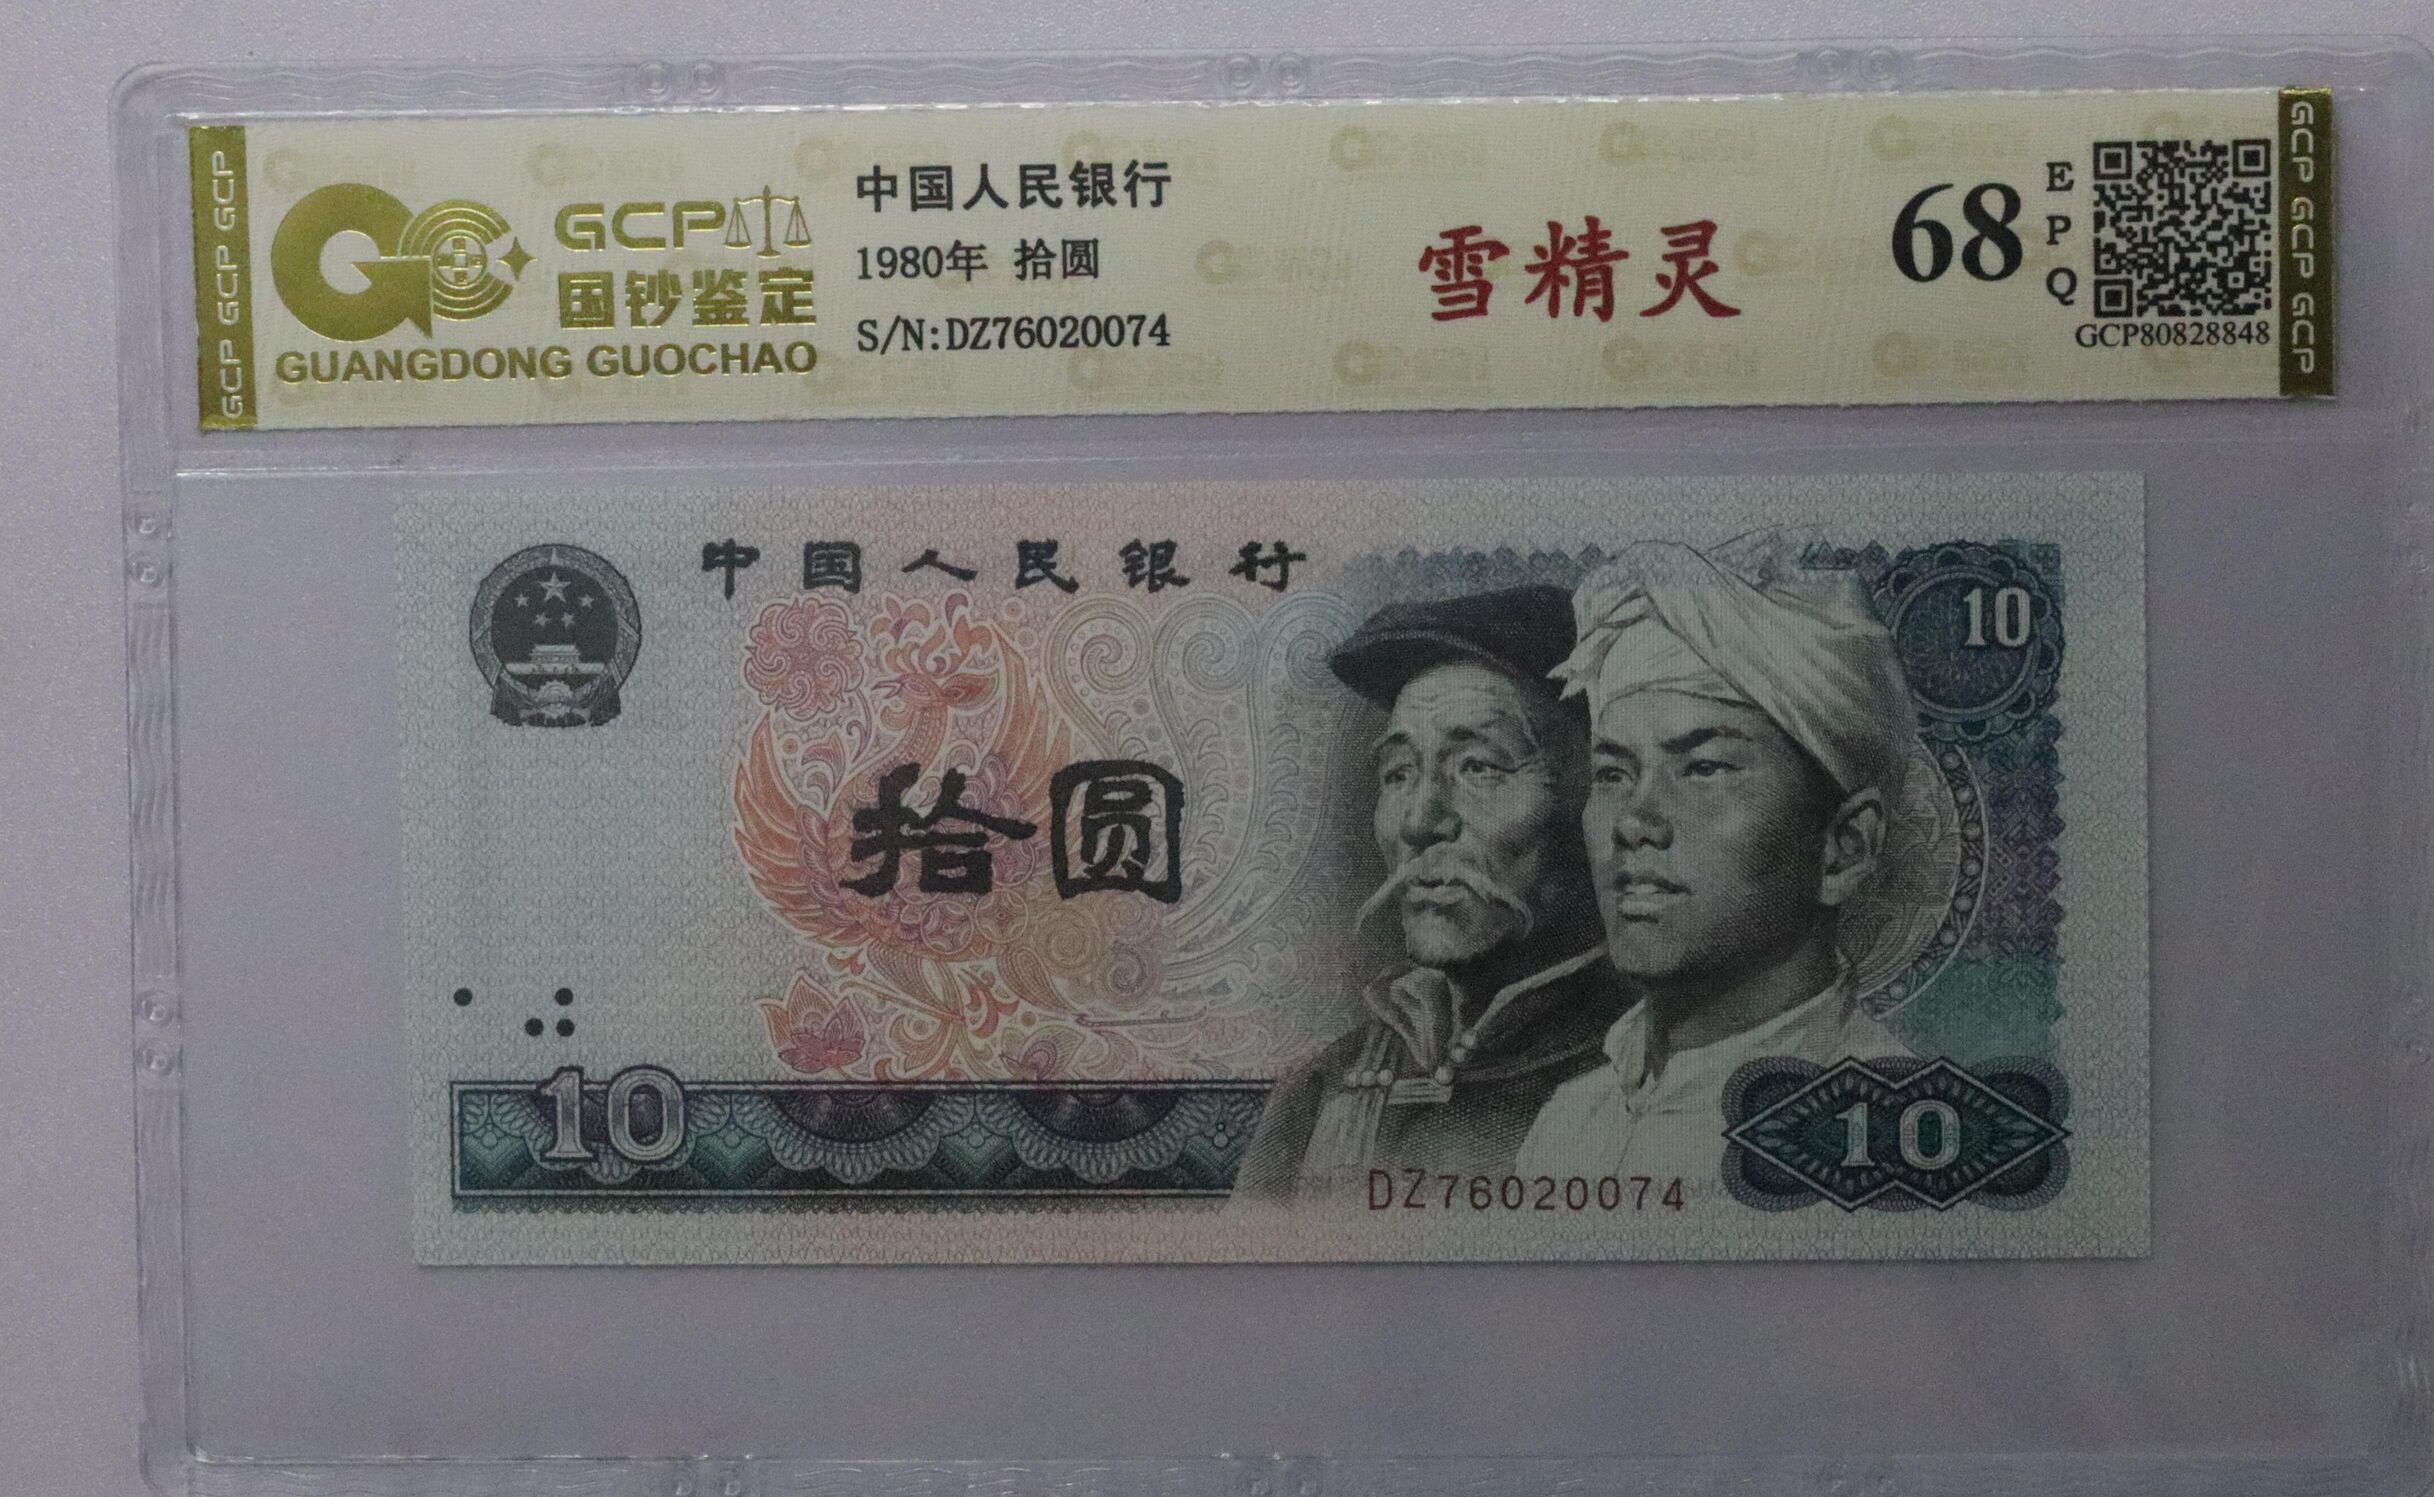 GCP GCP GCP
GCP
国钞鉴定
GUANGDONG GUOCHAO
中国人民银行
1980年 拾圆
S/N:DZ76020074
雪精灵
68
EPQ
GCP80828848
GCP GCP GCP
中国人民银行
10
拾圆
10
10
DZ76020074